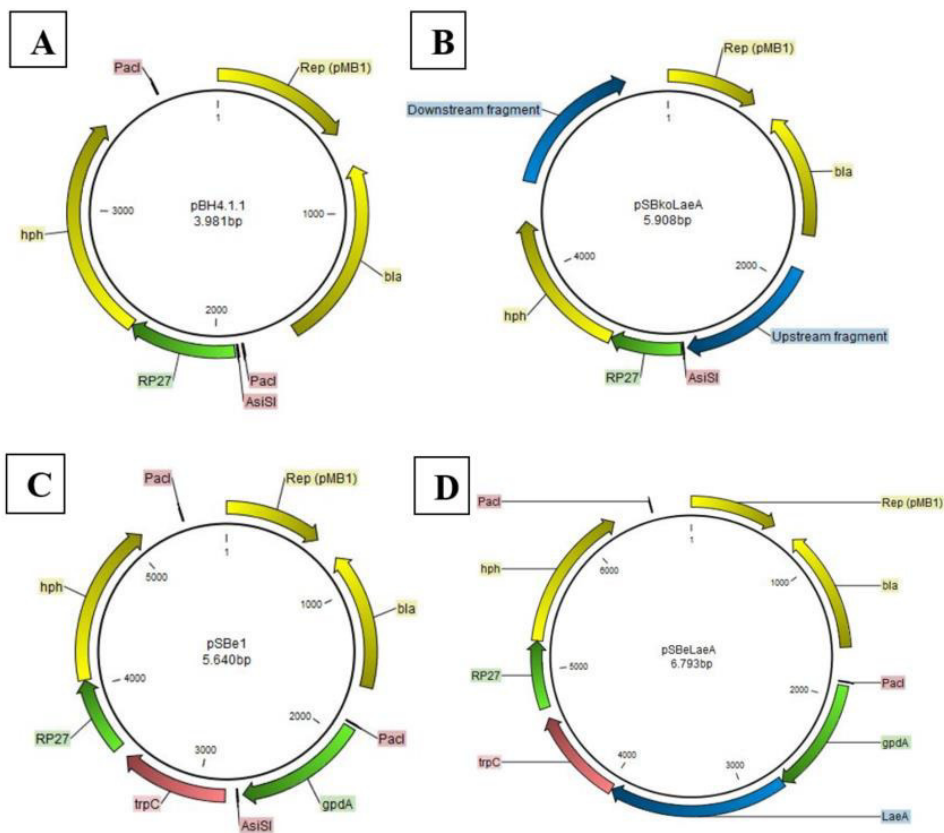 A
PacI
Rep (pMB1)
1
pBH4.1.1
3.981bp
3000
1000
hph
bla
2000
RP27
PacI
AsiSI
B
Rep (pMB1)
Downstream fragment
1
bla
pSBkoLaeA
5.908bp
4000
2000
hph
Upstream fragment
RP27
AsiSI
C
PacI
Rep (pMB1)
1
5000
hph
1000
bla
pSBe1
5.640bp
4000
RP27
2000
PacI
3000
trpC
gpdA
AsiSI
D
PacI
Rep (pMB1)
1
hph
6000
1000
bla
pSBeLaeA
6.793bp
RP27
5000
PacI
2000
gpdA
trpC
4000
3000
LaeA